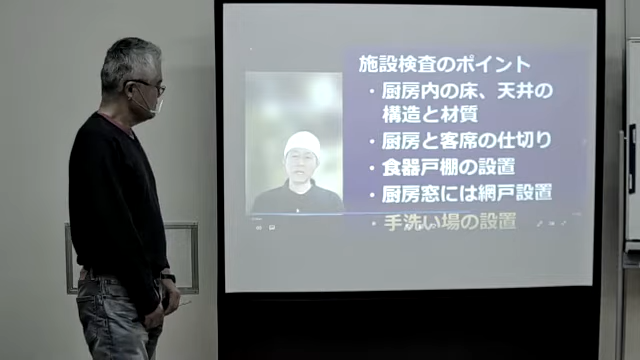 施設検査のポイント
・厨房内の床、天井の
構造と材質
・厨房と客席の仕切り
・食器戸棚の設置
・厨房窓には網戸設置
・手洗い場の設置